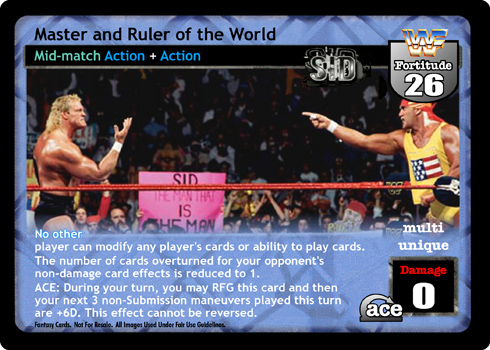 Master and Ruler of the World
Mid-match Action + Action
SID
WF
Fortitude
26
SID
THE MAN THAT
IS
THE MAN
No other
player can modify any player's cards or ability to play cards.
The number of cards overturned for your opponent's
non-damage card effects is reduced to 1.
ACE: During your turn, you may RFG this card and then
your next 3 non-Submission maneuvers played this turn
are +6D. This effect cannot be reversed.
multi
unique
Damage
0
ace
Fantasy Cards. Not For Resale. All Images Used Under Fair Use Guidelines.